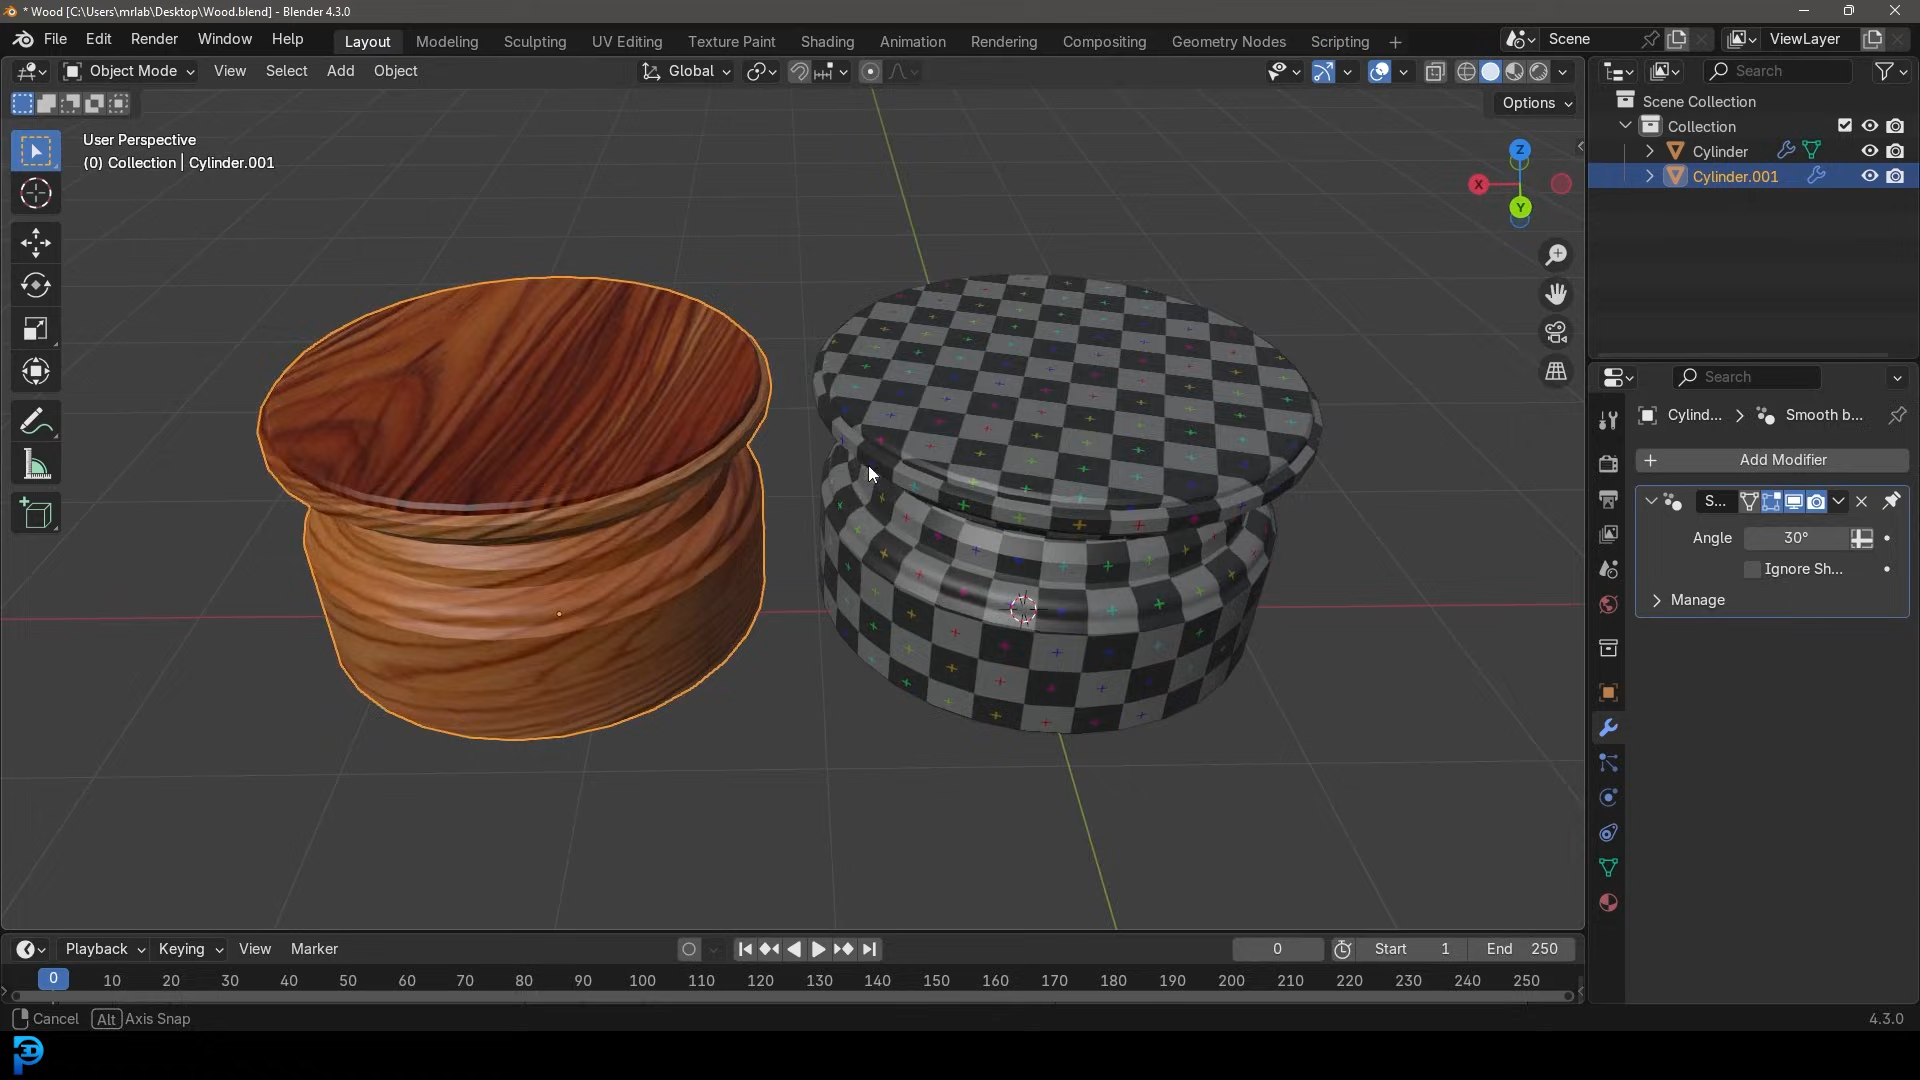 * Wood [C:\Users\mrlab\Desktop\Wood.blend] - Blender 4.3.0
File Edit Render Window Help Layout Modeling Sculpting UV Editing Texture Paint Shading Animation Rendering Compositing Geometry Nodes Scripting + Scene ViewLayer
Object Mode View Select Add Object Global Search
Options
Scene Collection
Collection
Cylinder
Cylinder.001
User Perspective
(0) Collection | Cylinder.001
Z
X
Y
Search
Cylind... > Smooth b...
+ Add Modifier
S...
Angle 30°
Ignore Sh...
Manage
Playback Keying View Marker 0 Start 1 End 250
0 10 20 30 40 50 60 70 80 90 100 110 120 130 140 150 160 170 180 190 200 210 220 230 240 250
Cancel Alt Axis Snap 4.3.0
3D